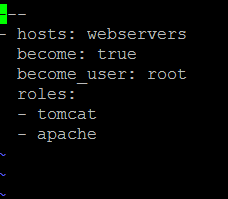 ---
- hosts: webservers
  become: true
  become_user: root
  roles:
  - tomcat
  - apache
~
~
~